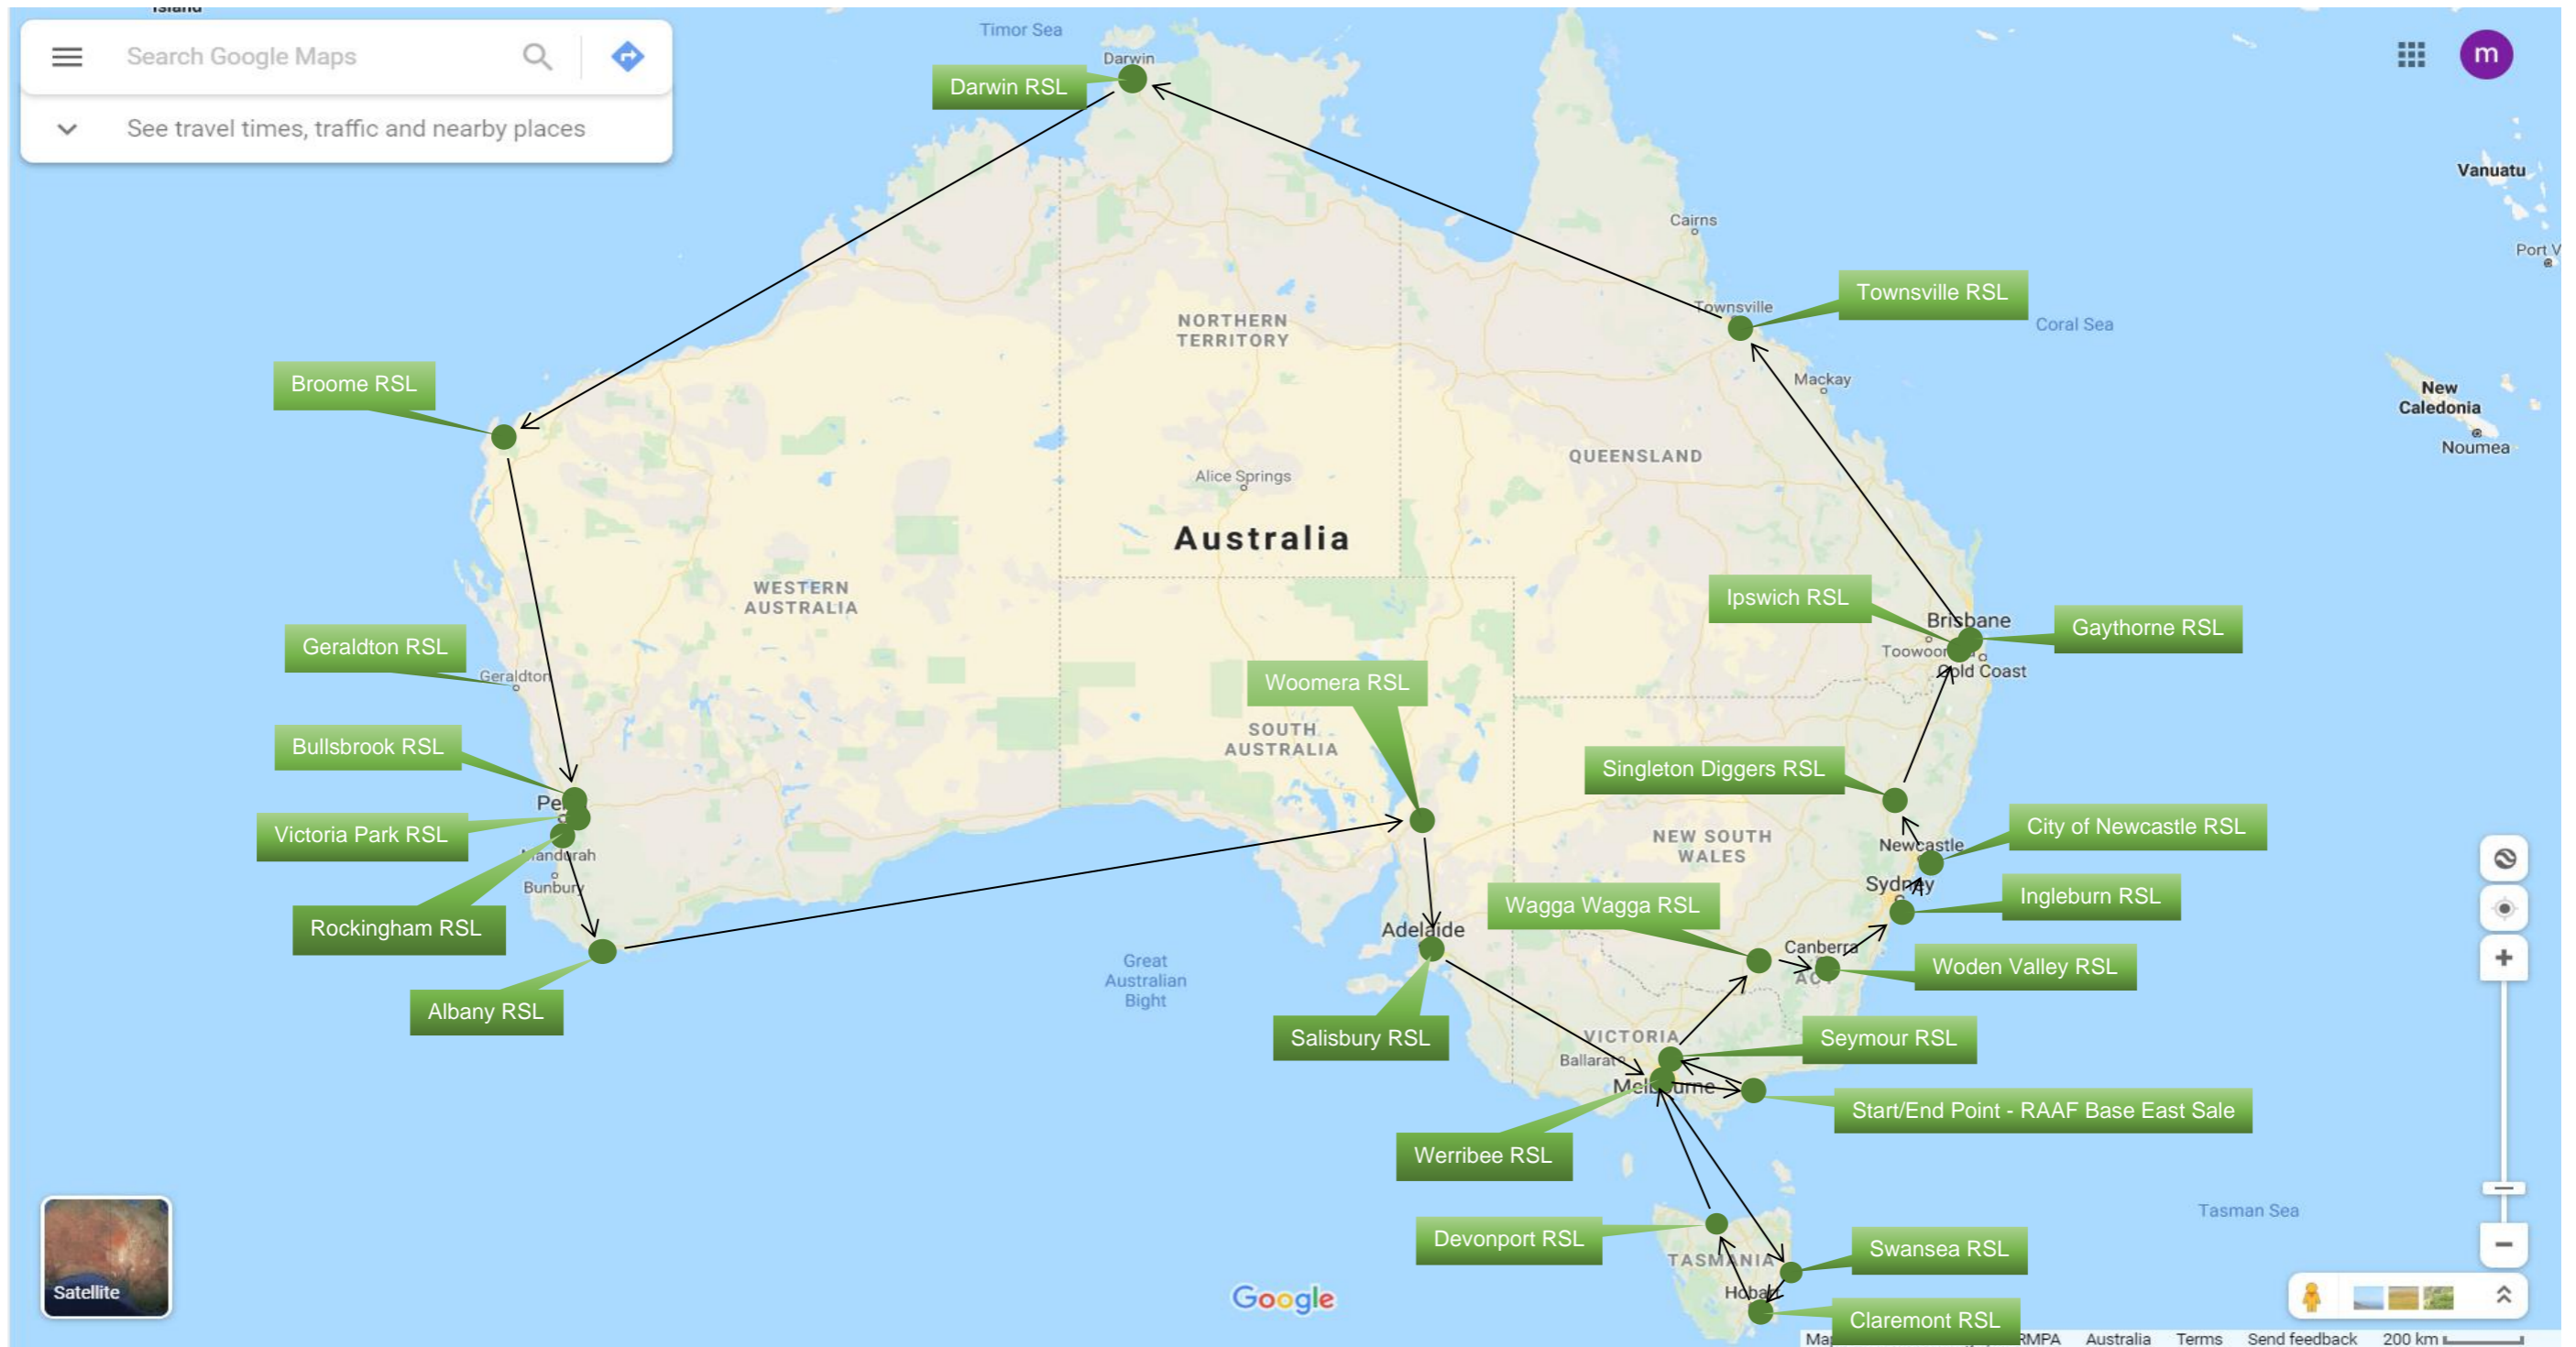 Island
Search Google Maps
See travel times, traffic and nearby places
m
Timor Sea
Darwin
Darwin RSL
Vanuatu
Port V
Cairns
Townsville RSL
Townsville
Coral Sea
NORTHERN
TERRITORY
Broome RSL
Mackay
New
Caledonia
Noumea
QUEENSLAND
Alice Springs
Australia
WESTERN
AUSTRALIA
Ipswich RSL
Brisbane
Gaythorne RSL
Gold Coast
Geraldton RSL
Geraldton
Woomera RSL
SOUTH
AUSTRALIA
Bullsbrook RSL
Singleton Diggers RSL
Victoria Park RSL
Mandurah
Bunbury
NEW SOUTH
WALES
Newcastle
City of Newcastle RSL
Sydney
Ingleburn RSL
Rockingham RSL
Wagga Wagga RSL
Adelaide
Canberra
Woden Valley RSL
Great
Australian
Bight
Albany RSL
Salisbury RSL
VICTORIA
Seymour RSL
Ballarat
Melbourne
Start/End Point - RAAF Base East Sale
Werribee RSL
Tasman Sea
Devonport RSL
TASMANIA
Swansea RSL
Hobart
Claremont RSL
Satellite
Google
Australia
Terms
Send feedback
200 km